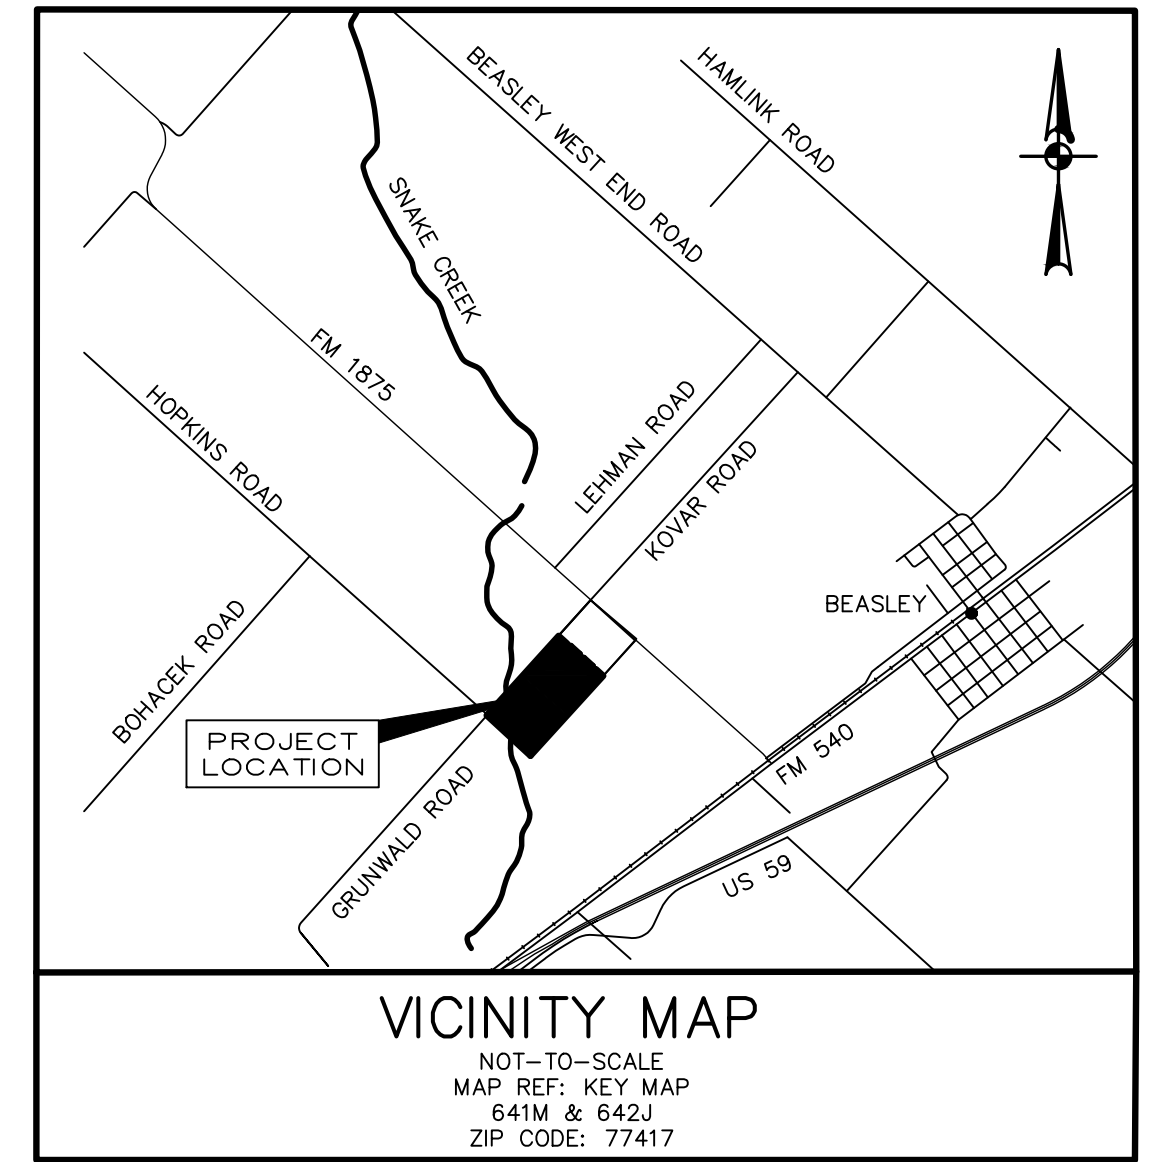 HAMLINK ROAD
BEASLEY WEST END ROAD
SNAKE CREEK
FM 1875
HOPKINS ROAD
LEHMAN ROAD
KOVAR ROAD
BOHACEK ROAD
BEASLEY
PROJECT
LOCATION
FM 540
GRUNWALD ROAD
US 59
VICINITY MAP
NOT-TO-SCALE
MAP REF: KEY MAP
641M & 642J
ZIP CODE: 77417